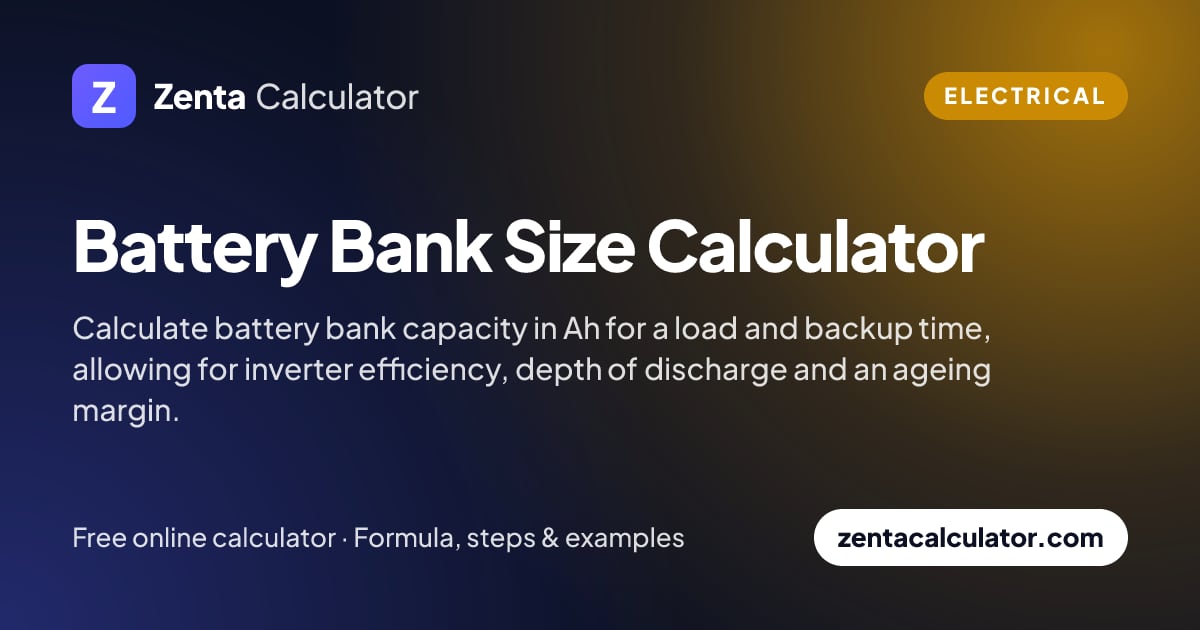 Z
Zenta Calculator
ELECTRICAL
Battery Bank Size Calculator
Calculate battery bank capacity in Ah for a load and backup time,
allowing for inverter efficiency, depth of discharge and an ageing
margin.
Free online calculator · Formula, steps & examples
zentacalculator.com